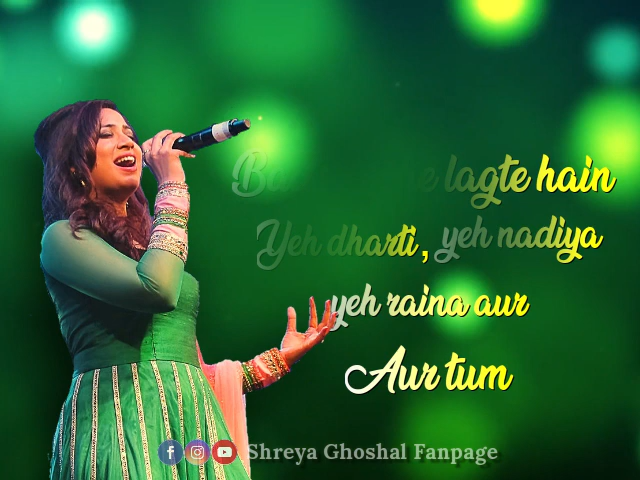 lagte hain
Yeh dharti, yeh nadiya
yeh raina aur
Aur tum
Shreya Ghoshal Fanpage